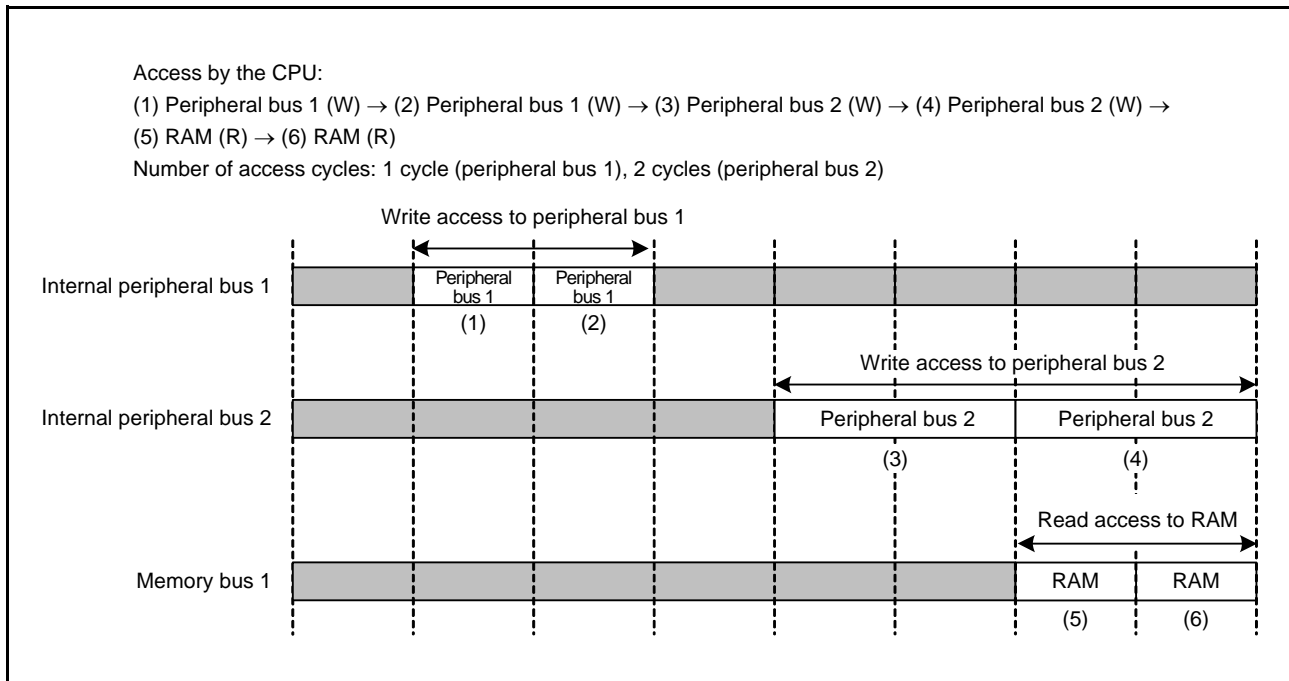 Access by the CPU:
(1) Peripheral bus 1 (W) → (2) Peripheral bus 1 (W) → (3) Peripheral bus 2 (W) → (4) Peripheral bus 2 (W) →
(5) RAM (R) → (6) RAM (R)
Number of access cycles: 1 cycle (peripheral bus 1), 2 cycles (peripheral bus 2)
Write access to peripheral bus 1
Internal peripheral bus 1
Peripheral
bus 1
Peripheral
bus 1
(1)
(2)
Write access to peripheral bus 2
Internal peripheral bus 2
Peripheral bus 2
Peripheral bus 2
(3)
(4)
Read access to RAM
Memory bus 1
RAM
RAM
(5)
(6)